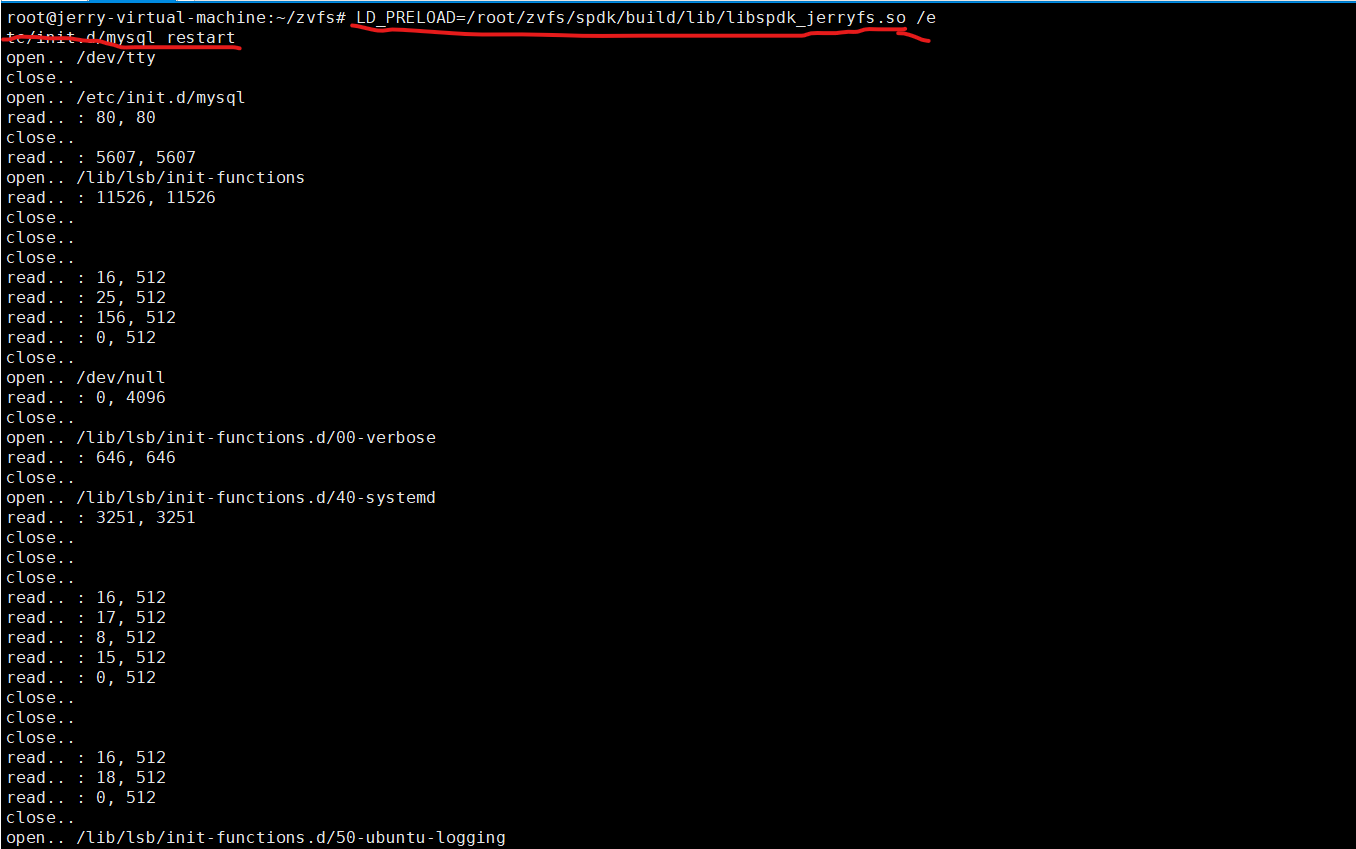 root@jerry-virtual-machine:~/zvfs# LD_PRELOAD=/root/zvfs/spdk/build/lib/libspdk_jerryfs.so /e
tc/init.d/mysql restart
open.. /dev/tty
close..
open.. /etc/init.d/mysql
read.. : 80, 80
close..
read.. : 5607, 5607
open.. /lib/lsb/init-functions
read.. : 11526, 11526
close..
close..
close..
read.. : 16, 512
read.. : 25, 512
read.. : 156, 512
read.. : 0, 512
close..
open.. /dev/null
read.. : 0, 4096
close..
open.. /lib/lsb/init-functions.d/00-verbose
read.. : 646, 646
close..
open.. /lib/lsb/init-functions.d/40-systemd
read.. : 3251, 3251
close..
close..
close..
read.. : 16, 512
read.. : 17, 512
read.. : 8, 512
read.. : 15, 512
read.. : 0, 512
close..
close..
close..
read.. : 16, 512
read.. : 18, 512
read.. : 0, 512
close..
open.. /lib/lsb/init-functions.d/50-ubuntu-logging